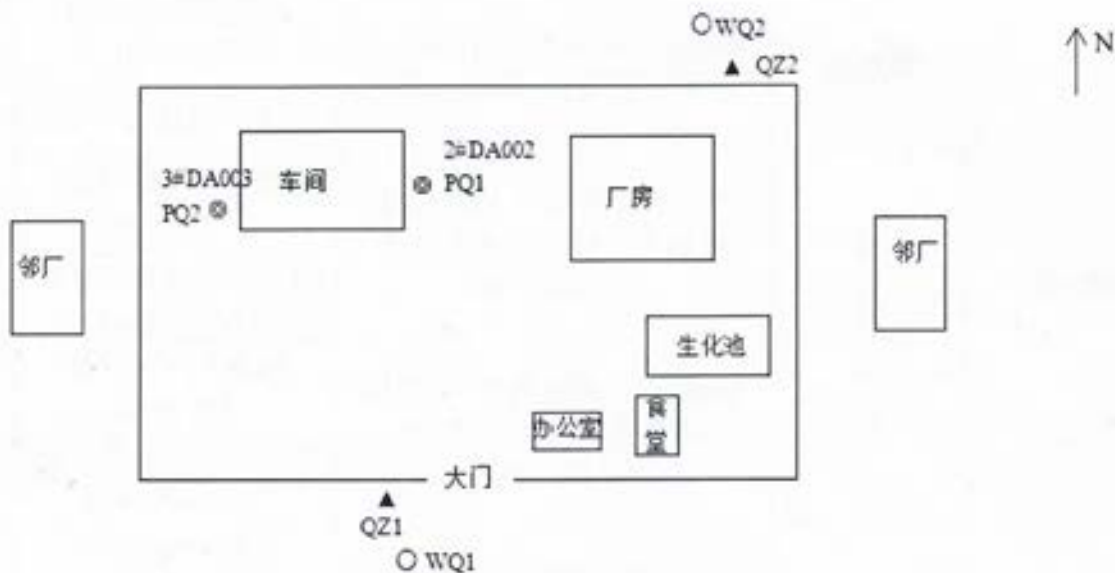 WQ2
N
QZ2
2#DA002
PQ1
3#DA003
PQ2
车间
厂房
邻厂
邻厂
生化池
食
堂
办公室
大门
QZ1
WQ1